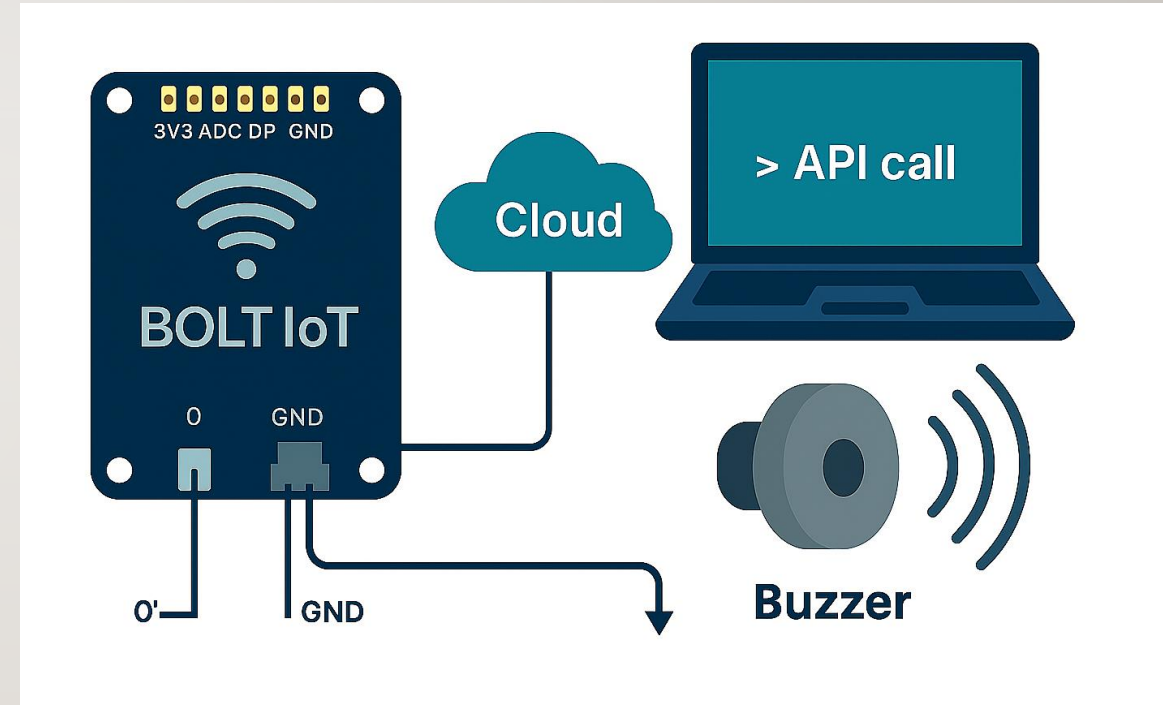 3V3 ADC DP GND
BOLT IoT
0 GND
0' GND
Cloud
> API call
Buzzer